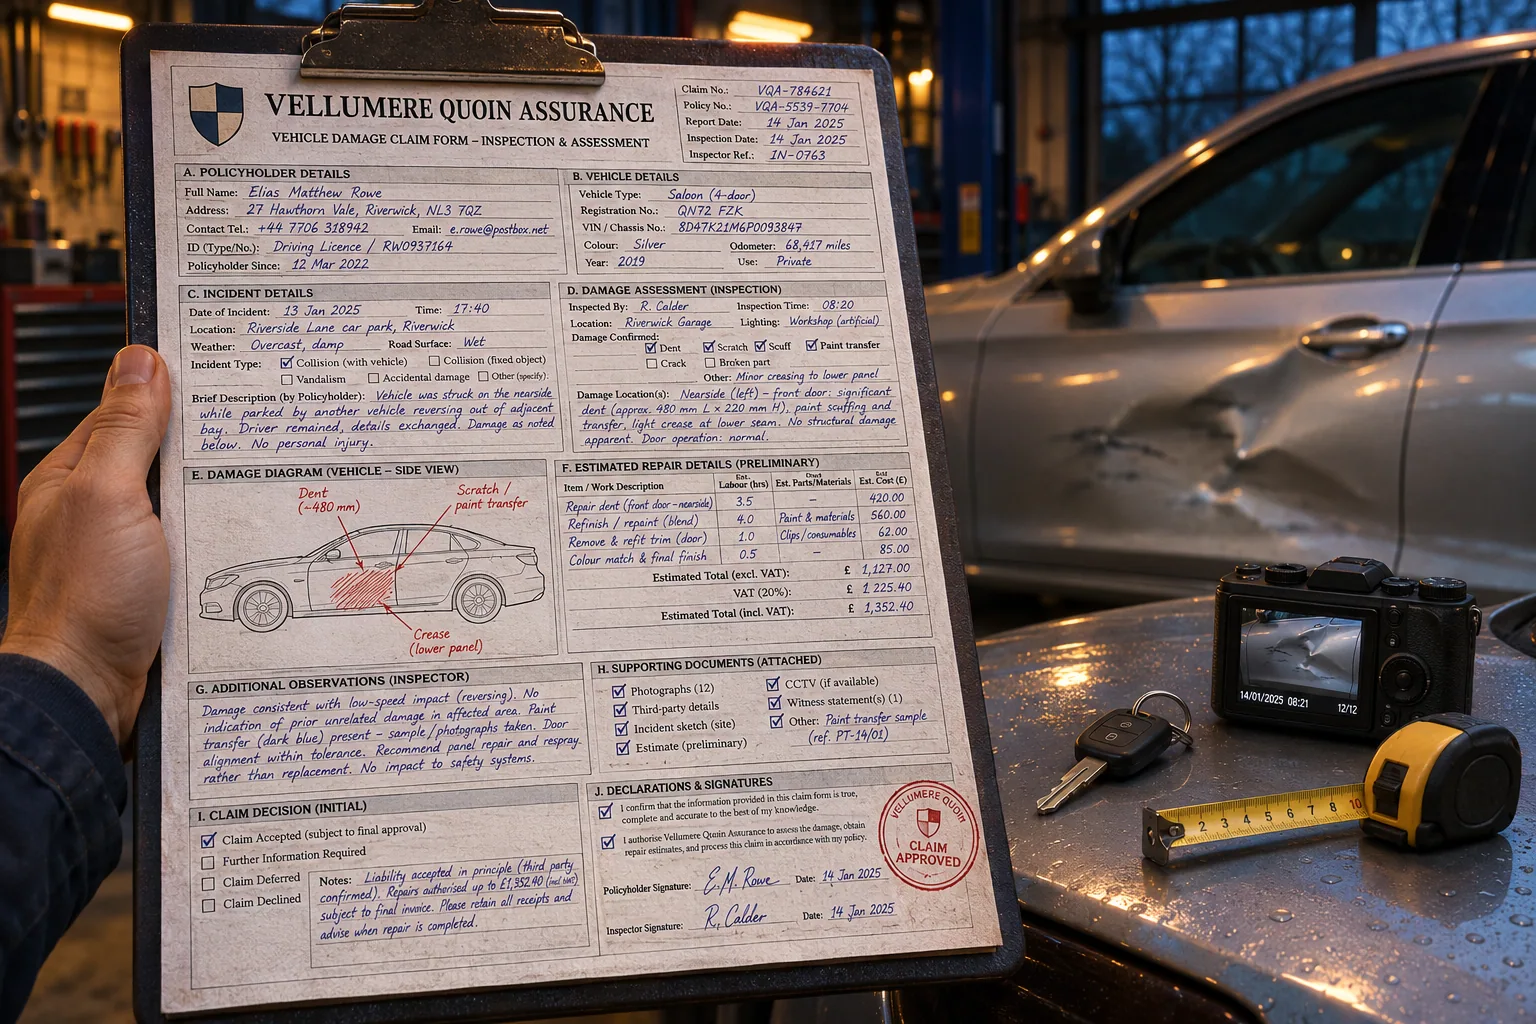 VELLUMERE QUOIN ASSURANCE
VEHICLE DAMAGE CLAIM FORM – INSPECTION & ASSESSMENT
Claim No.: VQA-784621
Policy No.: VQA-5539-7704
Report Date: 14 Jan 2025
Inspection Date: 14 Jan 2025
Inspector Ref.: IN-0763
A. POLICYHOLDER DETAILS
Full Name: Elias Matthew Rowe
Address: 27 Hawthorn Vale, Riverwick, NL3 7QZ
Contact Tel.: +44 7706 318942 Email: e.rowe@postbox.net
ID (Type/No.): Driving Licence / RW0937164
Policyholder Since: 12 Mar 2022
B. VEHICLE DETAILS
Vehicle Type: Saloon (4-door)
Registration No.: QN72 FZK
VIN / Chassis No.: 8D47K21M6P0093847
Colour: Silver Odometer: 68,417 miles
Year: 2019 Use: Private
C. INCIDENT DETAILS
Date of Incident: 13 Jan 2025 Time: 17:40
Location: Riverside Lane car park, Riverwick
Weather: Overcast, damp Road Surface: Wet
Incident Type: Collision (with vehicle) Collision (fixed object)
Vandalism Accidental damage Other (specify):
Brief Description (by Policyholder): Vehicle was struck on the nearside
while parked by another vehicle reversing out of adjacent
bay. Driver remained, details exchanged. Damage as noted
below. No personal injury.
D. DAMAGE ASSESSMENT (INSPECTION)
Inspected By: R. Calder Inspection Time: 08:20
Location: Riverwick Garage Lighting: Workshop (artificial)
Damage Confirmed:
Dent Scratch Scuff Paint transfer
Crack Broken part
Other: Minor creasing to lower panel
Damage Location(s): Nearside (left) – front door: significant
dent (approx. 480 mm L × 220 mm H), paint scuffing and
transfer, light crease at lower seam. No structural damage
apparent. Door operation: normal.
E. DAMAGE DIAGRAM (VEHICLE – SIDE VIEW)
Dent
(~480 mm)
Scratch /
paint transfer
Crease
(lower panel)
F. ESTIMATED REPAIR DETAILS (PRELIMINARY)
Item / Work Description Est. Labour (hrs) Est. Parts/Materials Est. Cost (£)
Repair dent (front door–nearside) 3.5 – 420.00
Refinish / repaint (blend) 4.0 Paint & materials 560.00
Remove & refit trim (door) 1.0 Clips/consumables 62.00
Colour match & final finish 0.5 – 85.00
Estimated Total (excl. VAT): £ 1,127.00
VAT (20%): £ 1 225.40
Estimated Total (incl. VAT): £ 1,352.40
G. ADDITIONAL OBSERVATIONS (INSPECTOR)
Damage consistent with low-speed impact (reversing). No
indication of prior unrelated damage in affected area. Paint
transfer (dark blue) present – sample/photographs taken. Door
alignment within tolerance. Recommend panel repair and respray
rather than replacement. No impact to safety systems.
H. SUPPORTING DOCUMENTS (ATTACHED)
Photographs (12) CCTV (if available)
Third-party details Witness statement(s) (1)
Incident sketch (site) Other: Paint transfer sample
(ref. PT-14/01)
Estimate (preliminary)
I. CLAIM DECISION (INITIAL)
Claim Accepted (subject to final approval)
Further Information Required
Claim Deferred
Claim Declined
Notes: Liability accepted in principle (third party
confirmed). Repairs authorised up to £1,352.40
subject to final invoice. Please retain all receipts and
advise when repair is completed.
J. DECLARATIONS & SIGNATURES
I confirm that the information provided in this claim form is true,
complete and accurate to the best of my knowledge.
I authorise Vellumere Quoin Assurance to assess the damage, obtain
repair estimates, and process this claim in accordance with my policy.
Policyholder Signature: E.M. Rowe Date: 14 Jan 2025
Inspector Signature: R. Calder Date: 14 Jan 2025
VELLUMERE QUOIN
CLAIM
APPROVED
14/01/2025 08:21 12/12
2 3 4 5 6 7 8 10